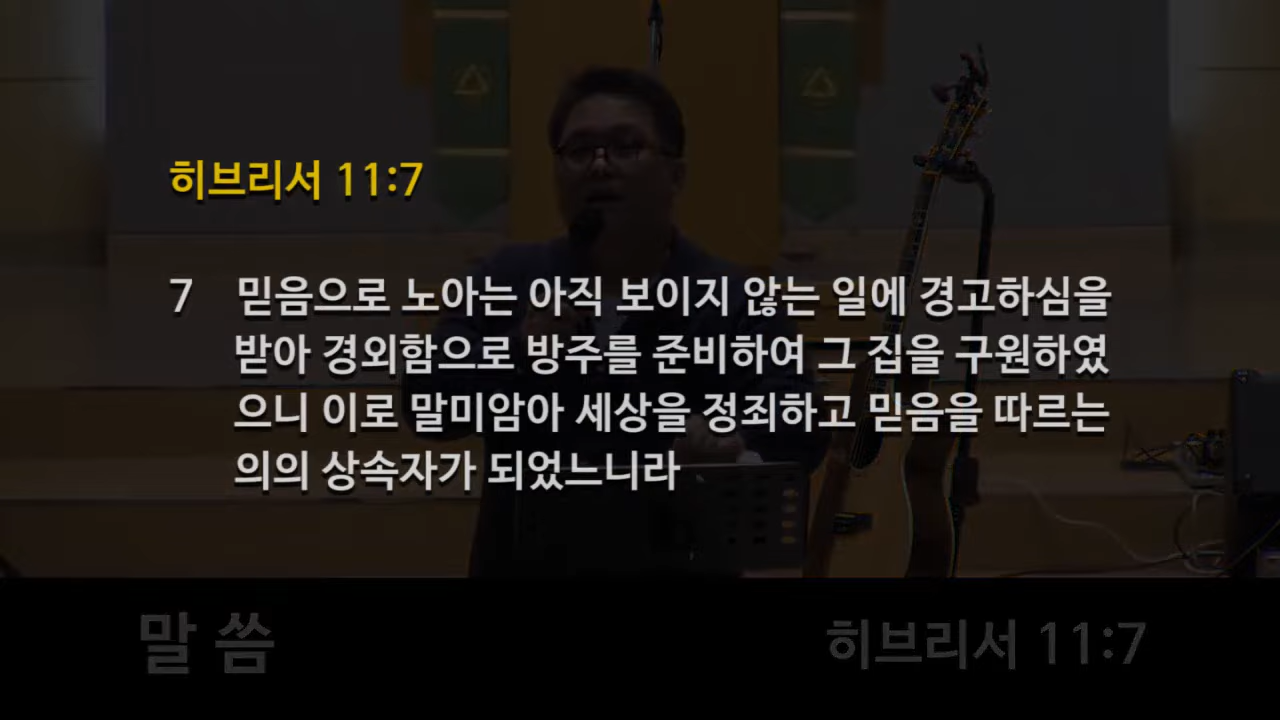 히브리서 11:7
7 믿음으로 노아는 아직 보이지 않는 일에 경고하심을
받아 경외함으로 방주를 준비하여 그 집을 구원하였
으니 이로 말미암아 세상을 정죄하고 믿음을 따르는
의의 상속자가 되었느니라
말씀 히브리서 11:7